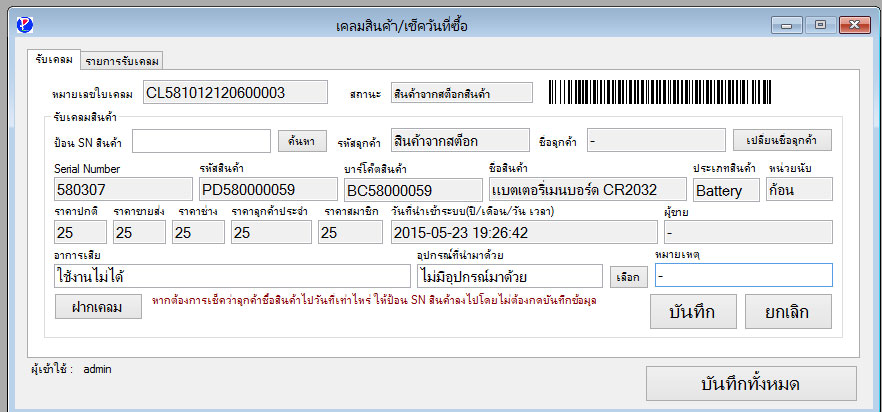 เคลมสินค้า/เช็ควันที่ซื้อ
รับเคลม รายการรับเคลม
หมายเลขใบเคลม CL581012120600003 สถานะ สินค้าจากสต็อกสินค้า
รับเคลมสินค้า
ป้อน SN สินค้า ค้นหา รหัสลูกค้า สินค้าจากสต็อก ชื่อลูกค้า - เปลี่ยนชื่อลูกค้า
Serial Number รหัสสินค้า บาร์โค๊ดสินค้า ชื่อสินค้า ประเภทสินค้า หน่วยนับ
580307 PD580000059 BC58000059 แบตเตอรี่เมนบอร์ด CR2032 Battery ก้อน
ราคาปกติ ราคาขายส่ง ราคาช่าง ราคาลูกค้าประจำ ราคาสมาชิก วันที่นำเข้าระบบ(ปี/เดือน/วัน เวลา) ผู้ขาย
25 25 25 25 25 2015-05-23 19:26:42 -
อาการเสีย อุปกรณ์ที่นำมาด้วย หมายเหตุ
ใช้งานไม่ได้ ไม่มีอุปกรณ์มาด้วย เลือก -
ฝากเคลม หากต้องการเช็คว่าลูกค้าซื้อสินค้าไปวันที่เท่าไหร่ ให้ป้อน SN สินค้าลงไปโดยไม่ต้องกดบันทึกข้อมูล บันทึก ยกเลิก
ผู้เข้าใช้ : admin
บันทึกทั้งหมด